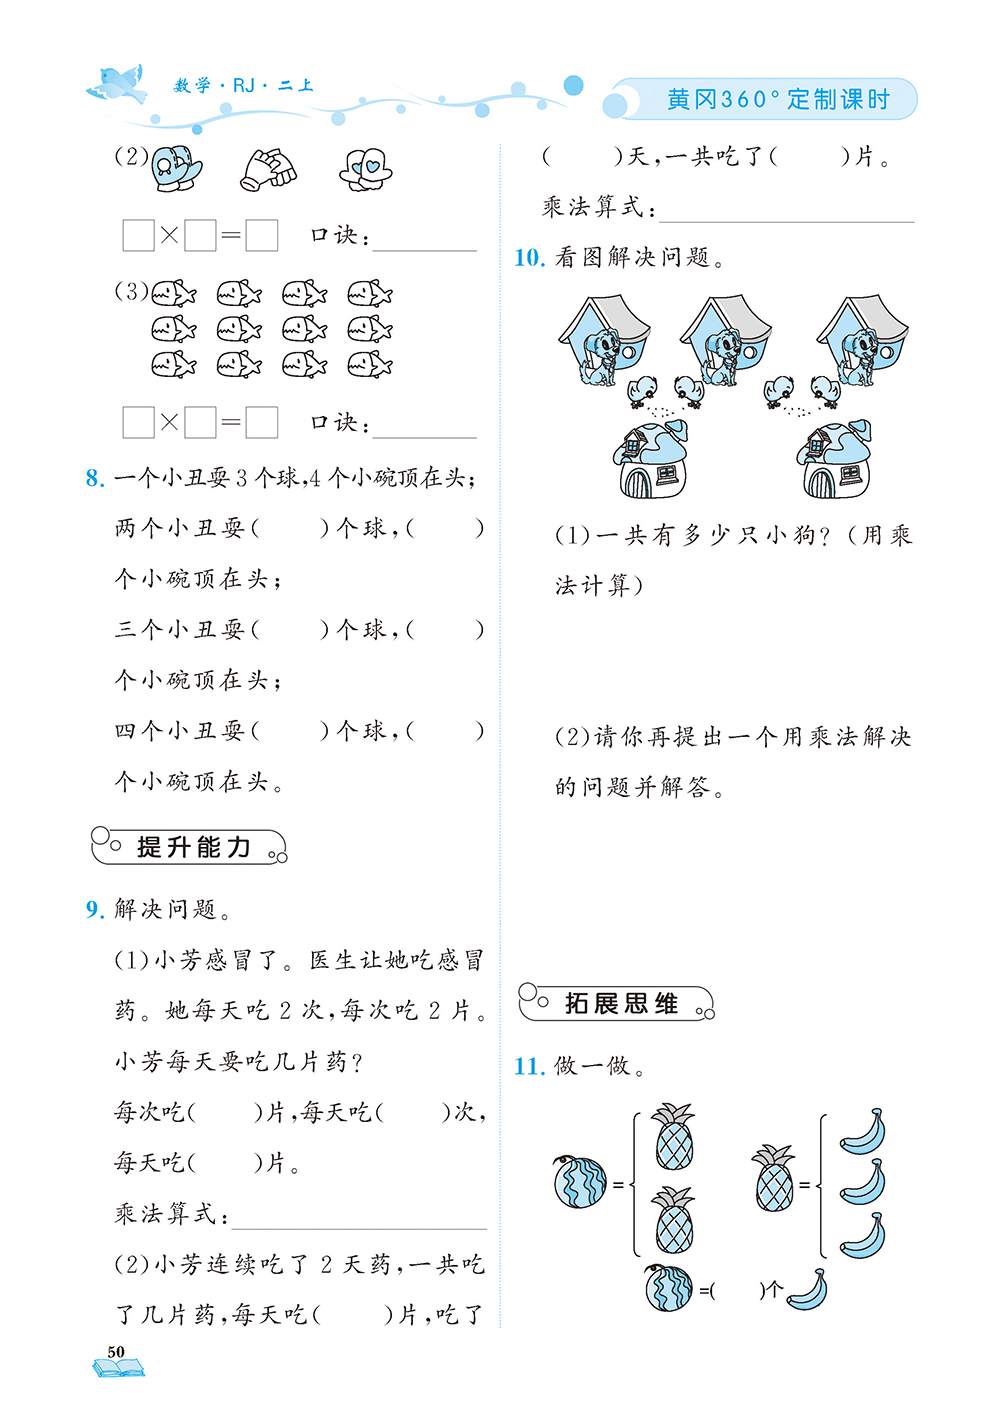 数学·RJ·二上
黄冈360°定制课时
(2)
□×□=□ 口诀:
(3)
□×□=□ 口诀:
8. 一个小丑耍3个球,4个小碗顶在头;
两个小丑耍( )个球,( )
个小碗顶在头;
三个小丑耍( )个球,( )
个小碗顶在头;
四个小丑耍( )个球,( )
个小碗顶在头。
提升能力
9. 解决问题。
(1)小芳感冒了。医生让她吃感冒
药。她每天吃2次,每次吃2片。
小芳每天要吃几片药?
每次吃( )片,每天吃( )次,
每天吃( )片。
乘法算式:
(2)小芳连续吃了2天药,一共吃
了几片药,每天吃( )片,吃了
( )天,一共吃了( )片。
乘法算式:
10. 看图解决问题。
(1)一共有多少只小狗?(用乘
法计算)
(2)请你再提出一个用乘法解决
的问题并解答。
拓展思维
11. 做一做。
= =
=( )个
50